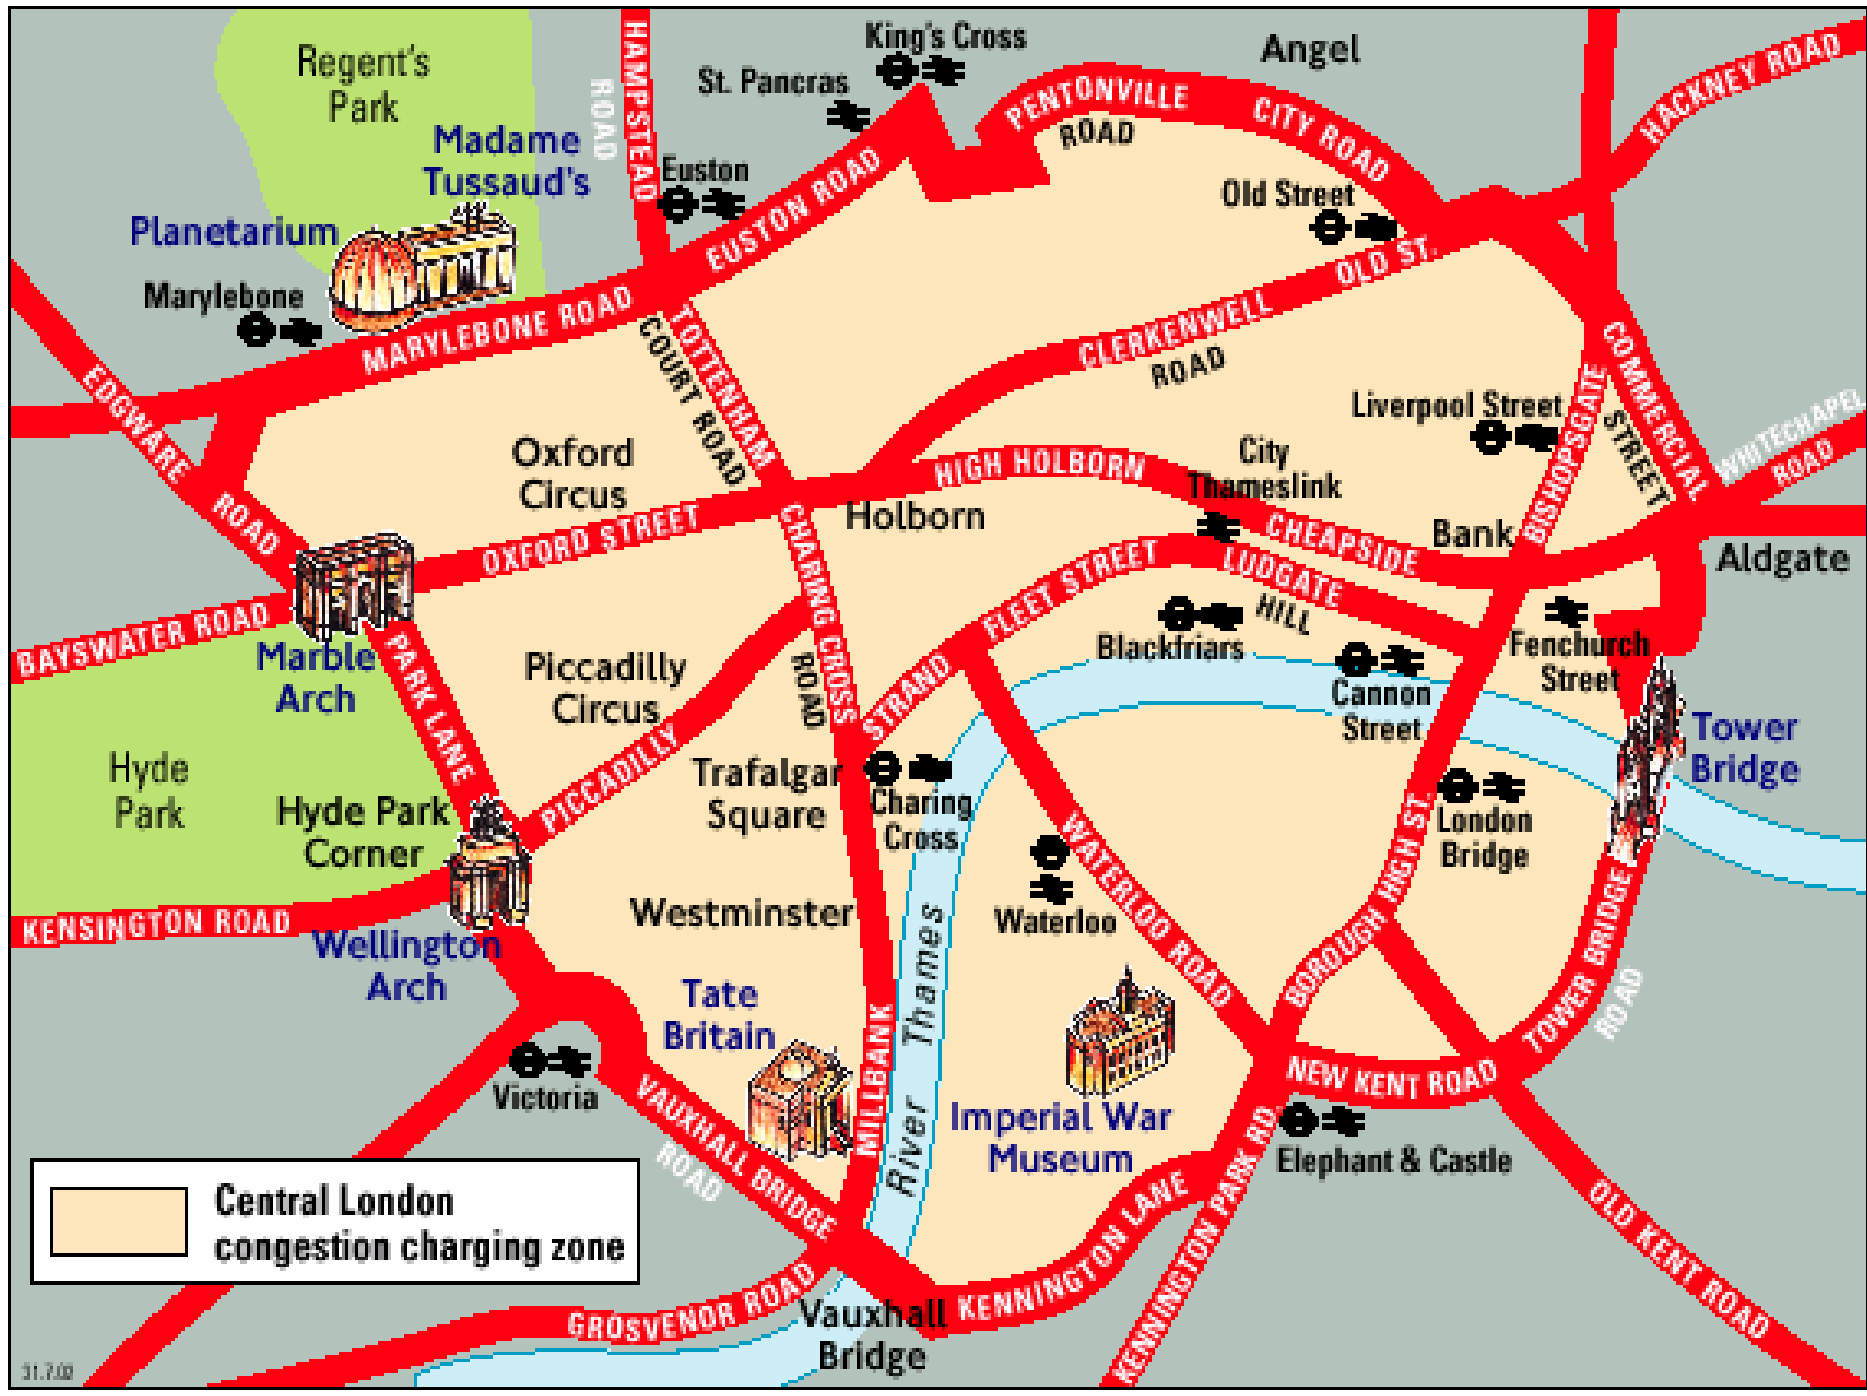 King's Cross
Angel
HACKNEY ROAD
Regent's
Park
HAMPSTEAD
ROAD
St. Pancras
PENTONVILLE
ROAD
CITY ROAD
Madame
Tussaud's
Euston
EUSTON ROAD
Old Street
Planetarium
OLD ST.
Marylebone
MARYLEBONE ROAD
TOTTENHAM
COURT ROAD
CLERKENWELL
ROAD
COMMERCIAL
STREET
EDGWARE
ROAD
Liverpool Street
BISHOPSGATE
WHITECHAPEL
ROAD
Oxford
Circus
HIGH HOLBORN
City
Thameslink
OXFORD STREET
Holborn
CHEAPSIDE
Bank
Aldgate
CHARING CROSS
ROAD
FLEET STREET
LUDGATE
HILL
BAYSWATER ROAD
Marble
Arch
PARK LANE
Piccadilly
Circus
STRAND
Blackfriars
Fenchurch
Street
Cannon
Street
PICCADILLY
Tower
Bridge
Hyde
Park
Hyde Park
Corner
Trafalgar
Square
Charing
Cross
WATERLOO ROAD
BOROUGH HIGH ST.
London
Bridge
KENSINGTON ROAD
Wellington
Arch
Westminster
River Thames
Waterloo
TOWER BRIDGE
ROAD
Tate
Britain
MILLBANK
Victoria
VAUXHALL BRIDGE
ROAD
Imperial War
Museum
NEW KENT ROAD
Elephant & Castle
KENNINGTON LANE
KENNINGTON PARK RD.
OLD KENT ROAD
Central London
congestion charging zone
GROSVENOR ROAD
Vauxhall
Bridge
31.7.02